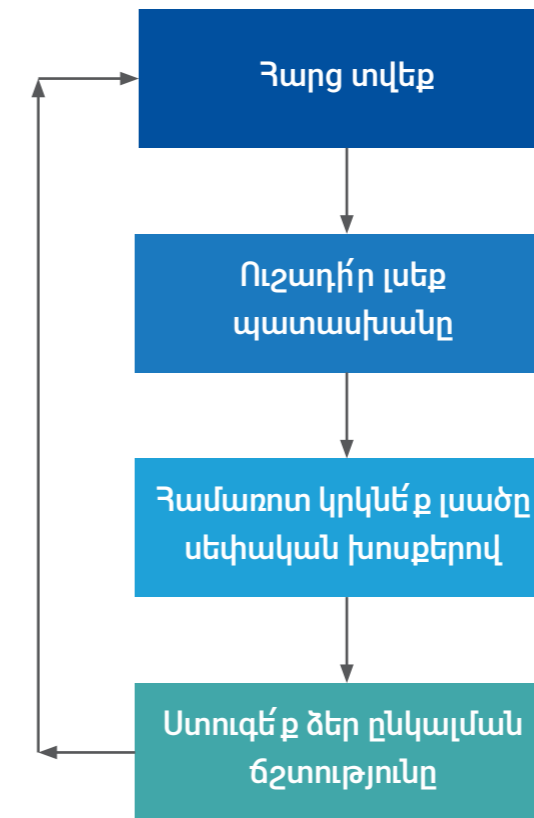 Հարց տվեք
Ուշադի՛ր լսեք
պատասխանը
Համառոտ կրկնե՛ք լսածը
սեփական խոսքերով
Ստուգե՛ք ձեր ընկալման
ճշտությունը